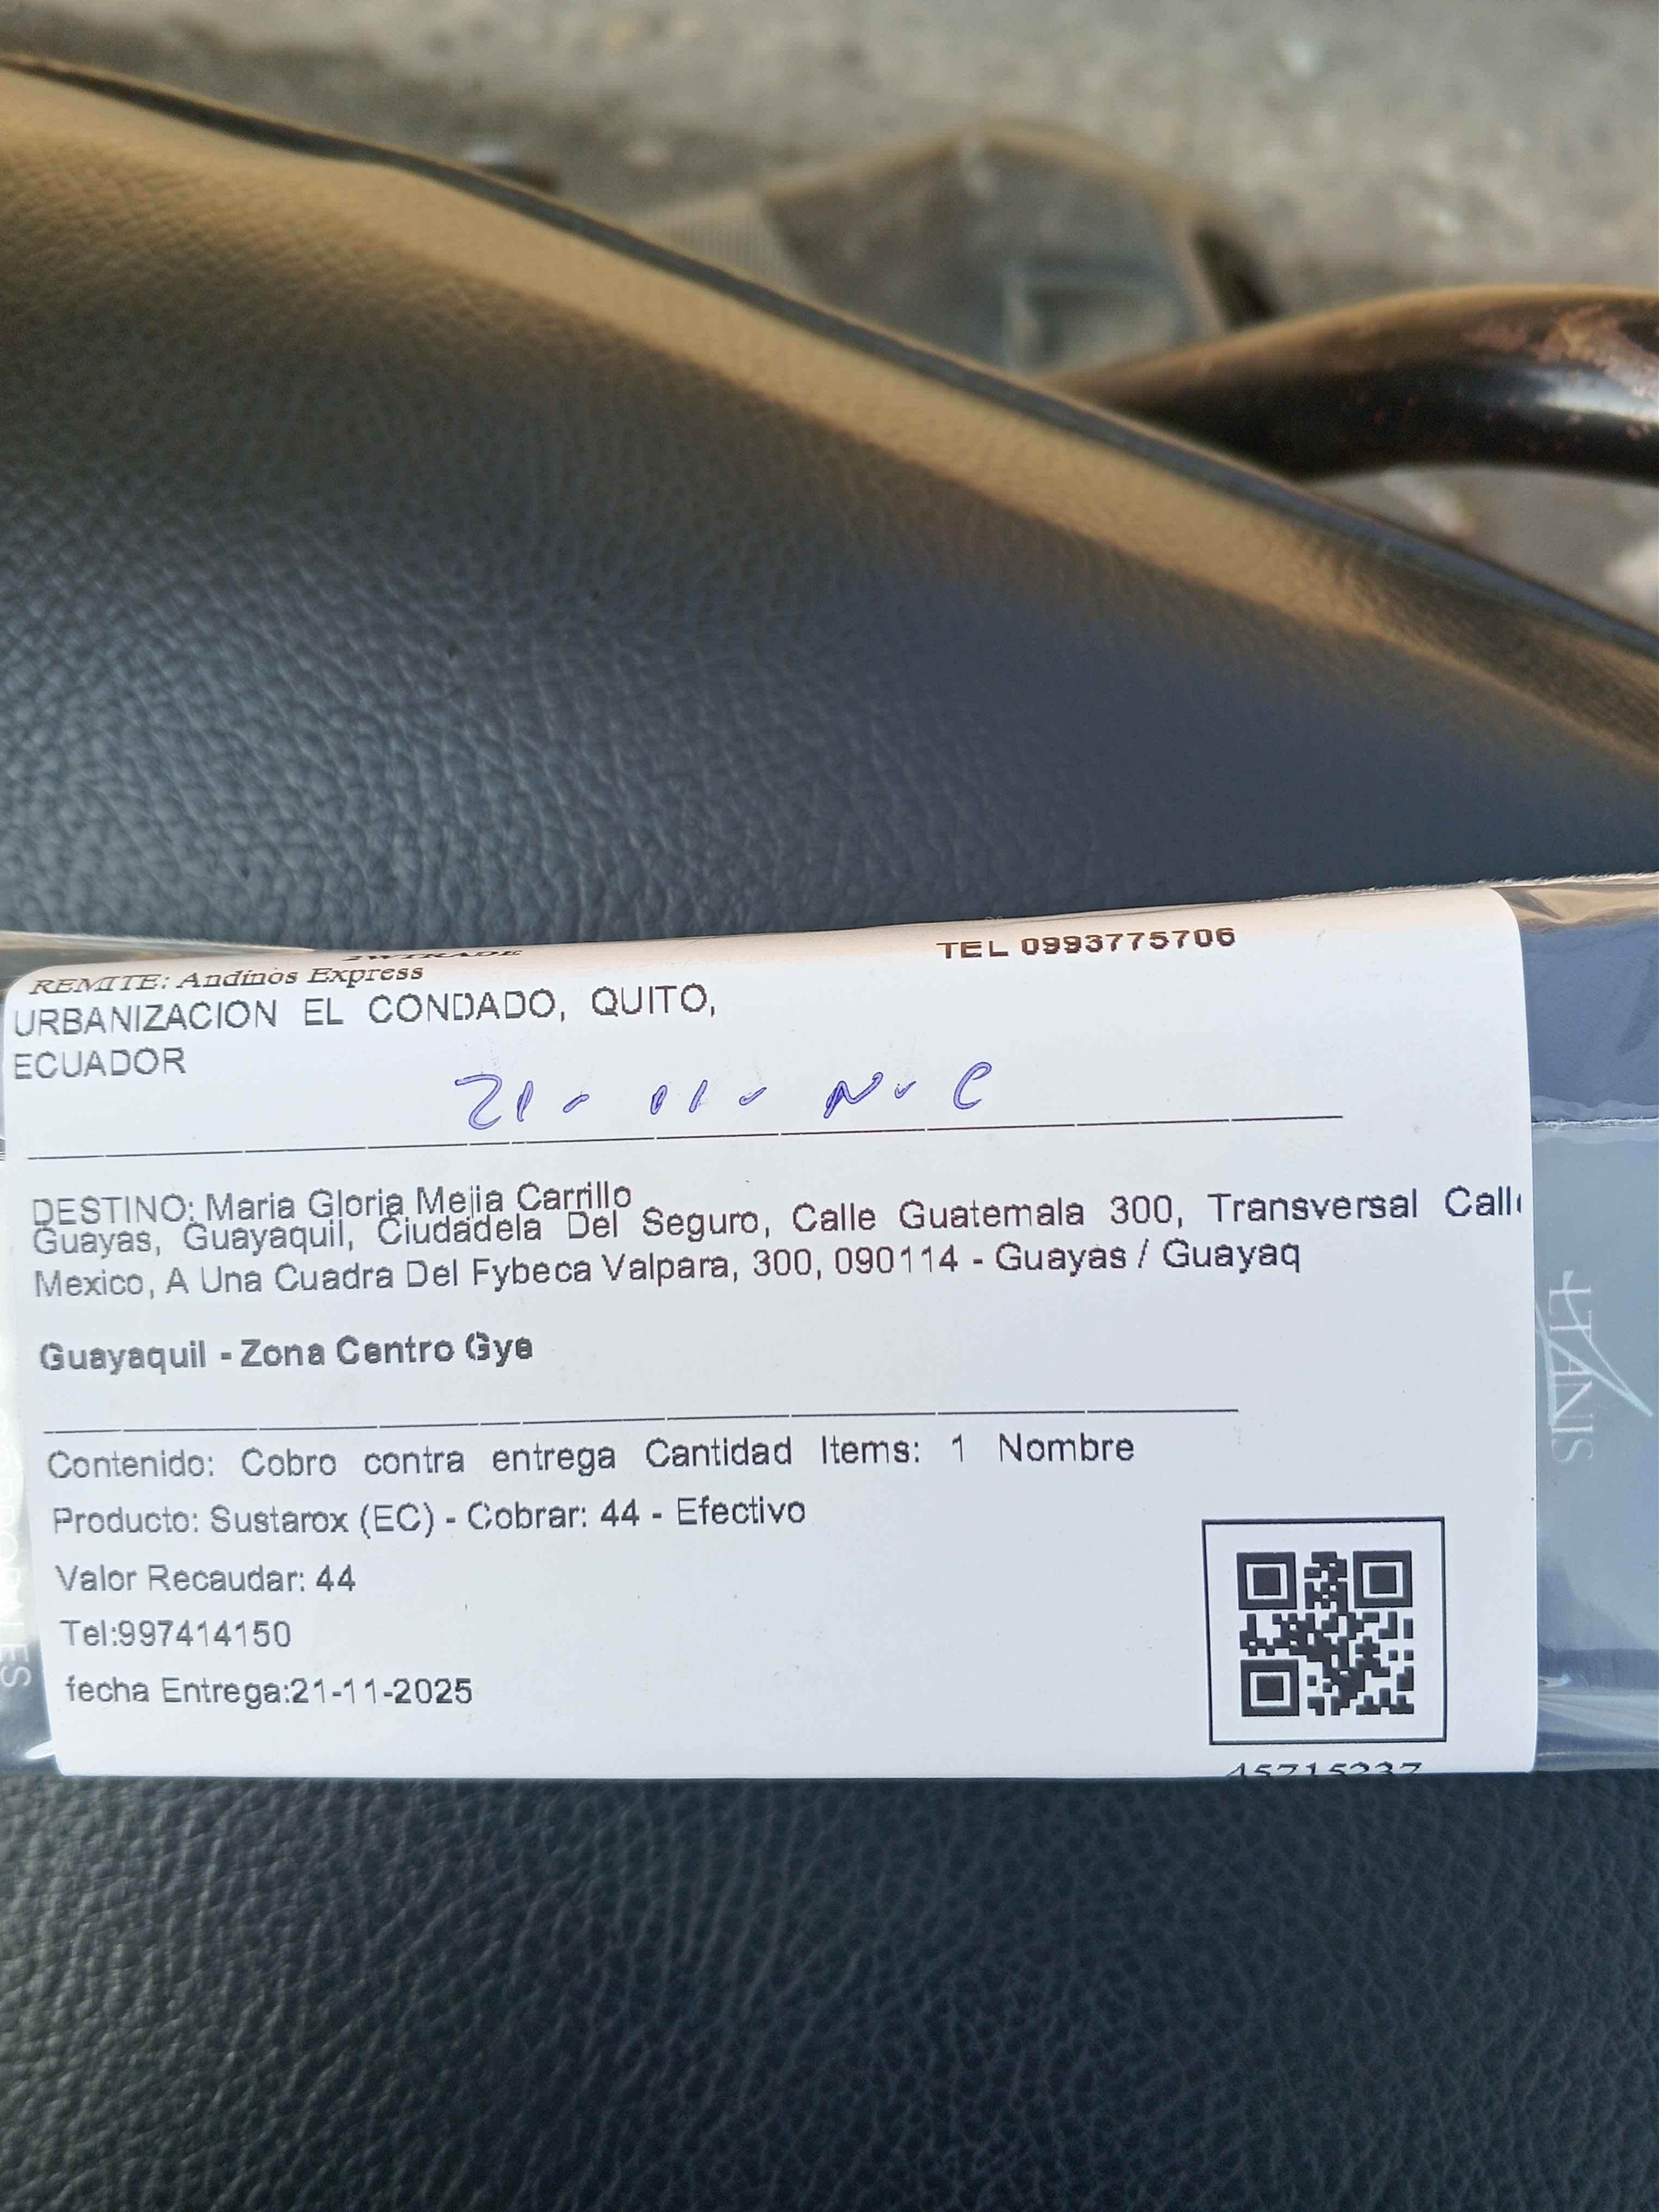 2WTRADE
REMITE: Andinos Express
TEL 0993775706
URBANIZACION EL CONDADO, QUITO,
ECUADOR
21 - 11 - N - C
DESTINO: Maria Gloria Mejia Carrillo
Guayas, Guayaquil, Ciudadela Del Seguro, Calle Guatemala 300, Transversal Calle
Mexico, A Una Cuadra Del Fybeca Valpara, 300, 090114 - Guayas / Guayaq
Guayaquil - Zona Centro Gye
Contenido: Cobro contra entrega Cantidad Items: 1 Nombre
Producto: Sustarox (EC) - Cobrar: 44 - Efectivo
Valor Recaudar: 44
Tel:997414150
fecha Entrega:21-11-2025
45715237